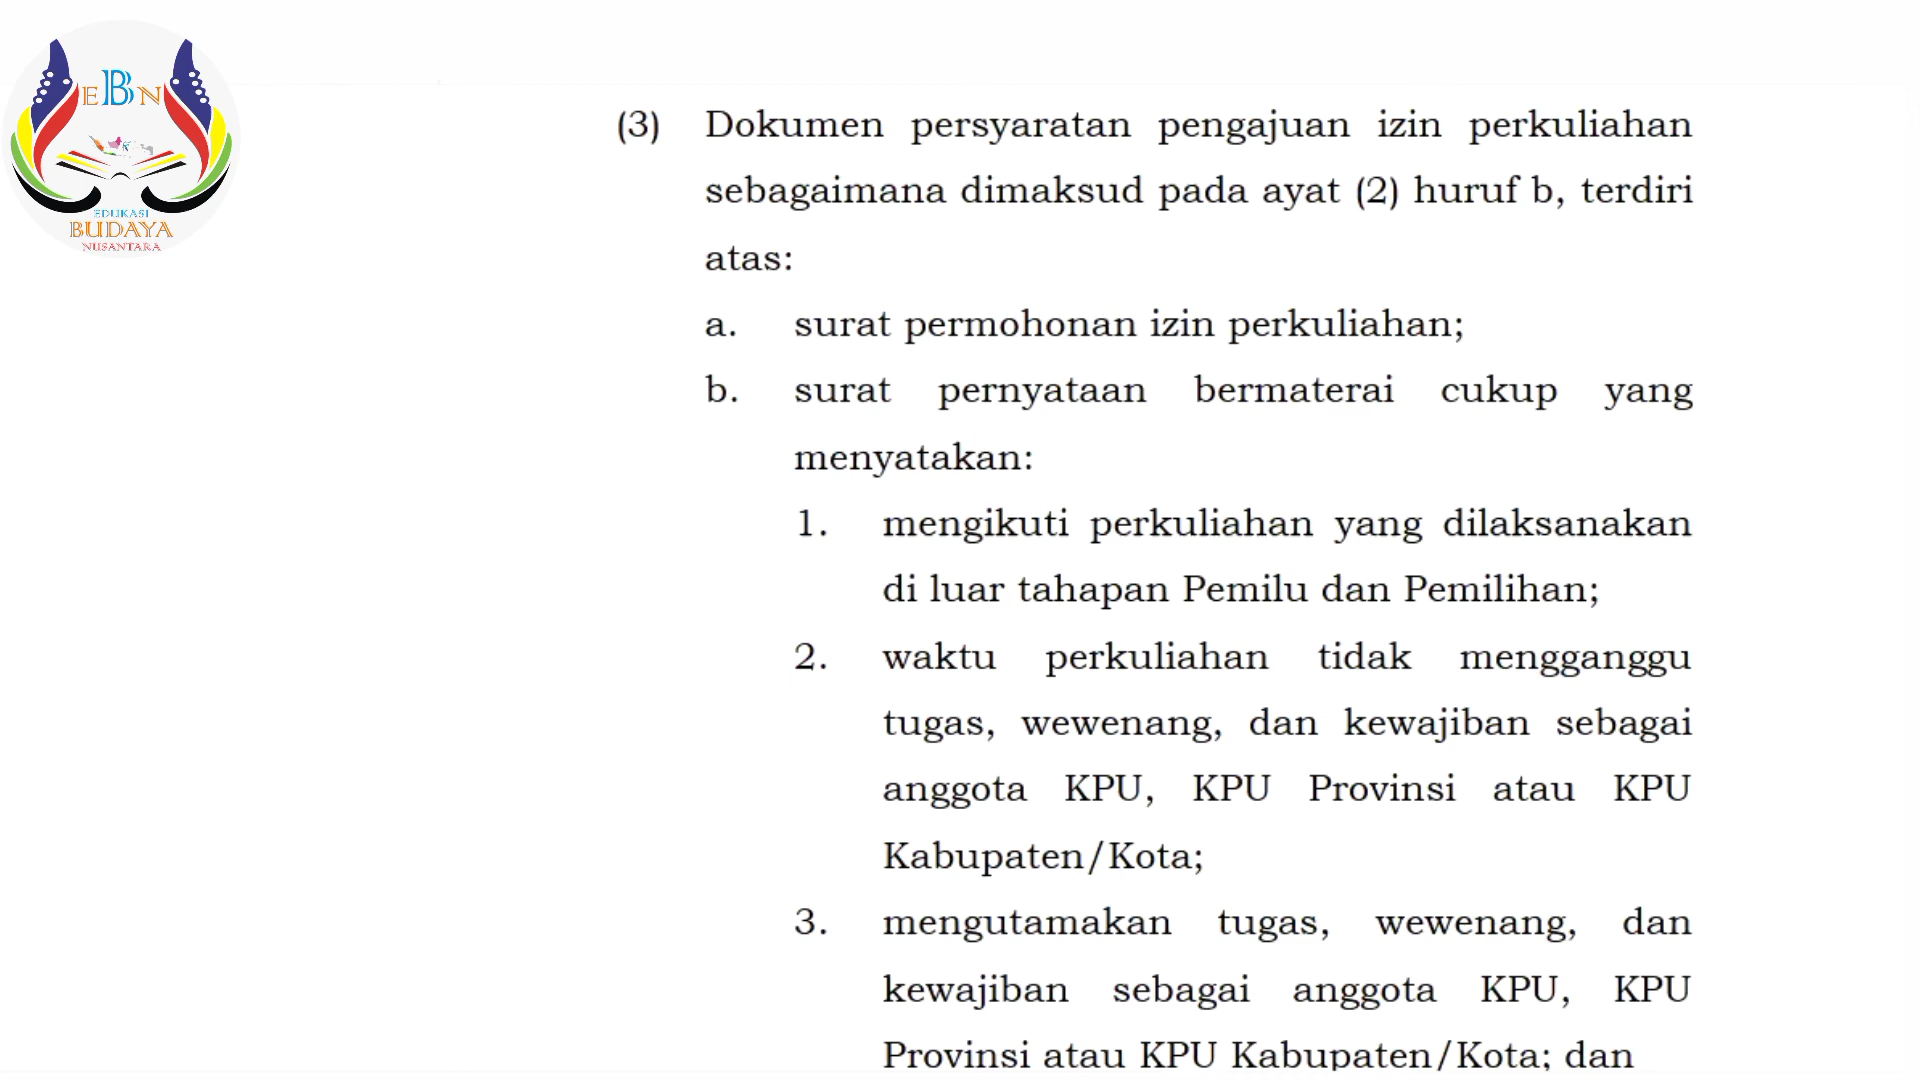 EBN
EDUKASI
BUDAYA
NUSANTARA
(3) Dokumen persyaratan pengajuan izin perkuliahan
sebagaimana dimaksud pada ayat (2) huruf b, terdiri
atas:
a. surat permohonan izin perkuliahan;
b. surat pernyataan bermaterai cukup yang
menyatakan:
1. mengikuti perkuliahan yang dilaksanakan
di luar tahapan Pemilu dan Pemilihan;
2. waktu perkuliahan tidak mengganggu
tugas, wewenang, dan kewajiban sebagai
anggota KPU, KPU Provinsi atau KPU
Kabupaten/Kota;
3. mengutamakan tugas, wewenang, dan
kewajiban sebagai anggota KPU, KPU
Provinsi atau KPU Kabupaten/Kota; dan